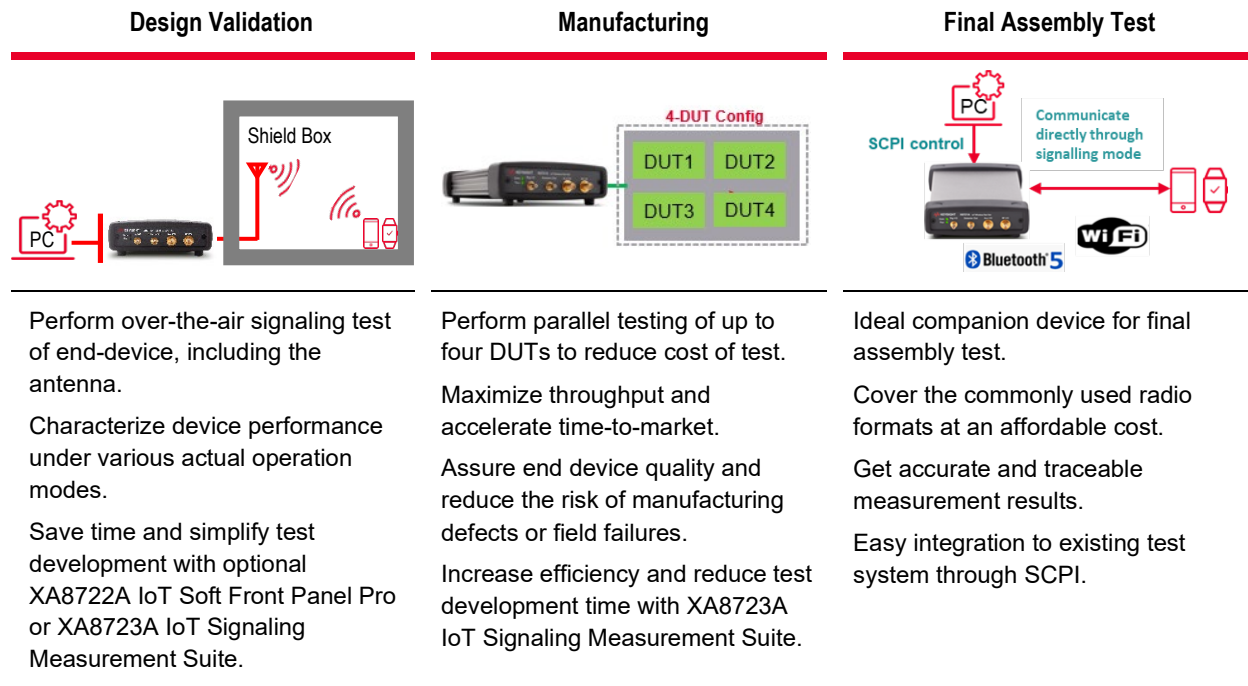 Design Validation
Shield Box
PC
Perform over-the-air signaling test
of end-device, including the
antenna.
Characterize device performance
under various actual operation
modes.
Save time and simplify test
development with optional
XA8722A IoT Soft Front Panel Pro
or XA8723A IoT Signaling
Measurement Suite.
Manufacturing
4-DUT Config
DUT1 DUT2
DUT3 DUT4
Perform parallel testing of up to
four DUTs to reduce cost of test.
Maximize throughput and
accelerate time-to-market.
Assure end device quality and
reduce the risk of manufacturing
defects or field failures.
Increase efficiency and reduce test
development time with XA8723A
IoT Signaling Measurement Suite.
Final Assembly Test
PC
SCPI control
Communicate
directly through
signalling mode
Wi Fi
Bluetooth 5
Ideal companion device for final
assembly test.
Cover the commonly used radio
formats at an affordable cost.
Get accurate and traceable
measurement results.
Easy integration to existing test
system through SCPI.